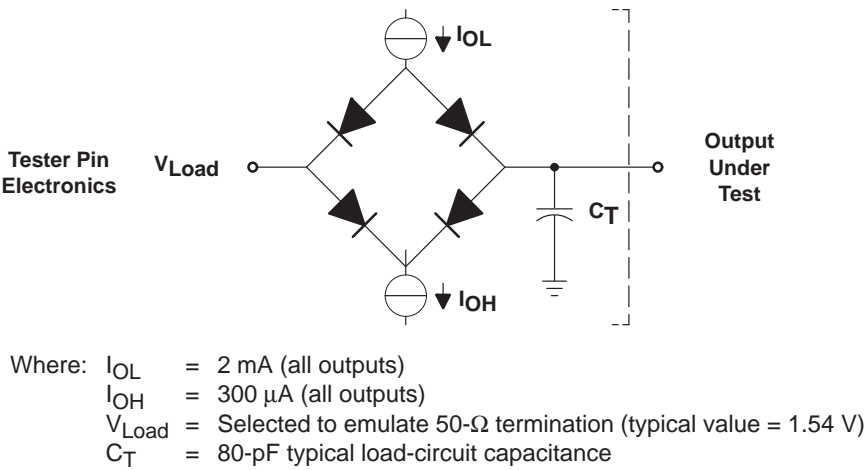 IOL
Tester Pin
Electronics
VLoad
Output
Under
Test
CT
IOH
Where: IOL = 2 mA (all outputs)
IOH = 300 μA (all outputs)
VLoad = Selected to emulate 50-Ω termination (typical value = 1.54 V)
CT = 80-pF typical load-circuit capacitance